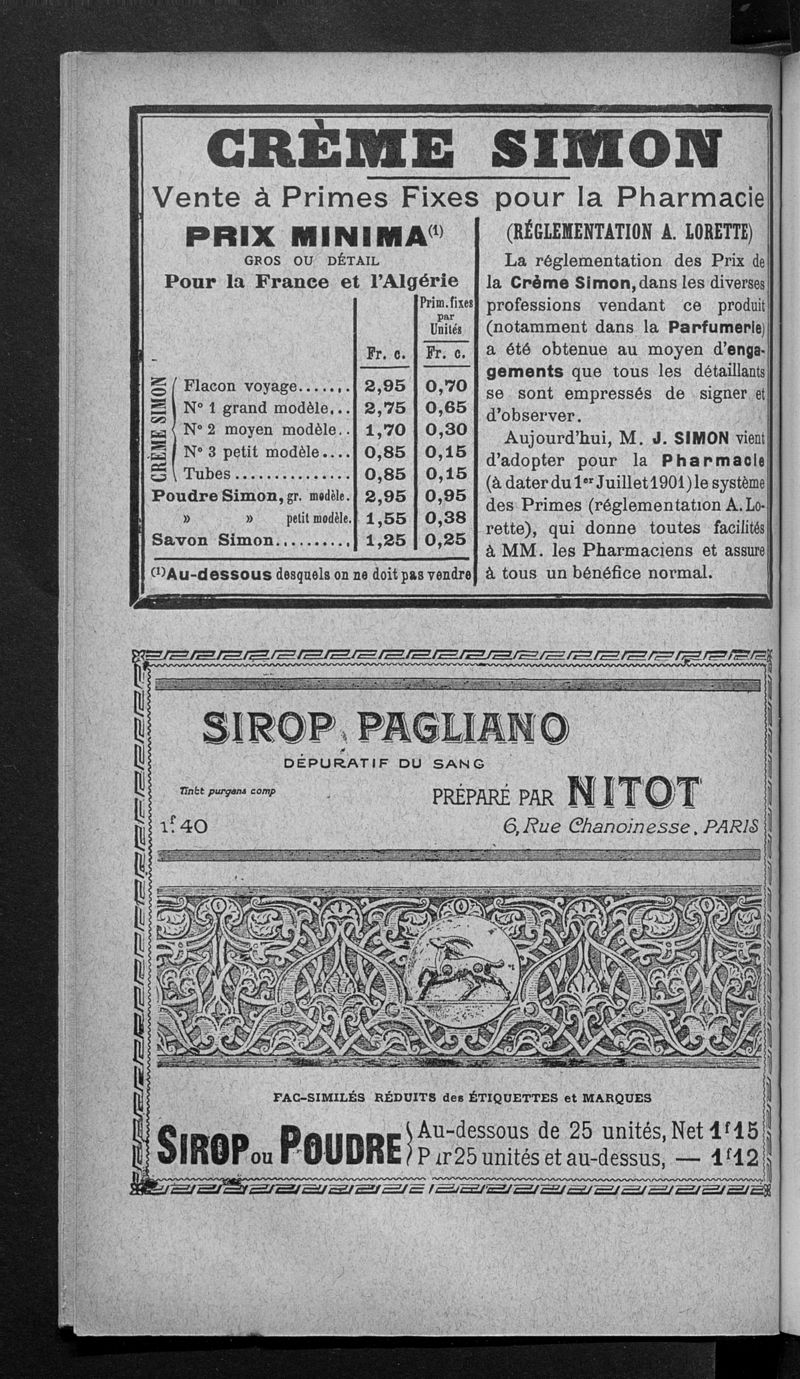 CRÈME SIMON
Vente à Primes Fixes pour la Pharmacie
PRIX MINIMA(1)
GROS OU DÉTAIL
Pour la France et l'Algérie
Prim. fixes
par
Unités
Fr. c. Fr. c.
CRÈME SIMON
Flacon voyage....... 2,95 0,70
N° 1 grand modèle... 2,75 0,65
N° 2 moyen modèle.. 1,70 0,30
N° 3 petit modèle.... 0,85 0,15
Tubes............... 0,85 0,15
Poudre Simon, gr. modèle. 2,95 0,95
» » petit modèle. 1,55 0,38
Savon Simon.......... 1,25 0,25
(1) Au-dessous desquels on ne doit pas vendre
(RÉGLEMENTATION A. LORETTE)
La réglementation des Prix de
la Crème Simon, dans les diverses
professions vendant ce produit
(notamment dans la Parfumerie)
a été obtenue au moyen d'enga-
gements que tous les détaillants
se sont empressés de signer et
d'observer.
Aujourd'hui, M. J. SIMON vient
d'adopter pour la Pharmacie
(à dater du 1er Juillet 1901) le système
des Primes (réglementation A. Lo-
rette), qui donne toutes facilités
à MM. les Pharmaciens et assure
à tous un bénéfice normal.
SIROP PAGLIANO
DÉPURATIF DU SANG
Tinct purgans comp
PRÉPARÉ PAR NITOT
1f. 40
6, Rue Chanoinesse, PARIS
FAC-SIMILÉS RÉDUITS des ÉTIQUETTES et MARQUES
SIROP ou POUDRE
Au-dessous de 25 unités, Net 1f15
Par 25 unités et au-dessus, — 1f12